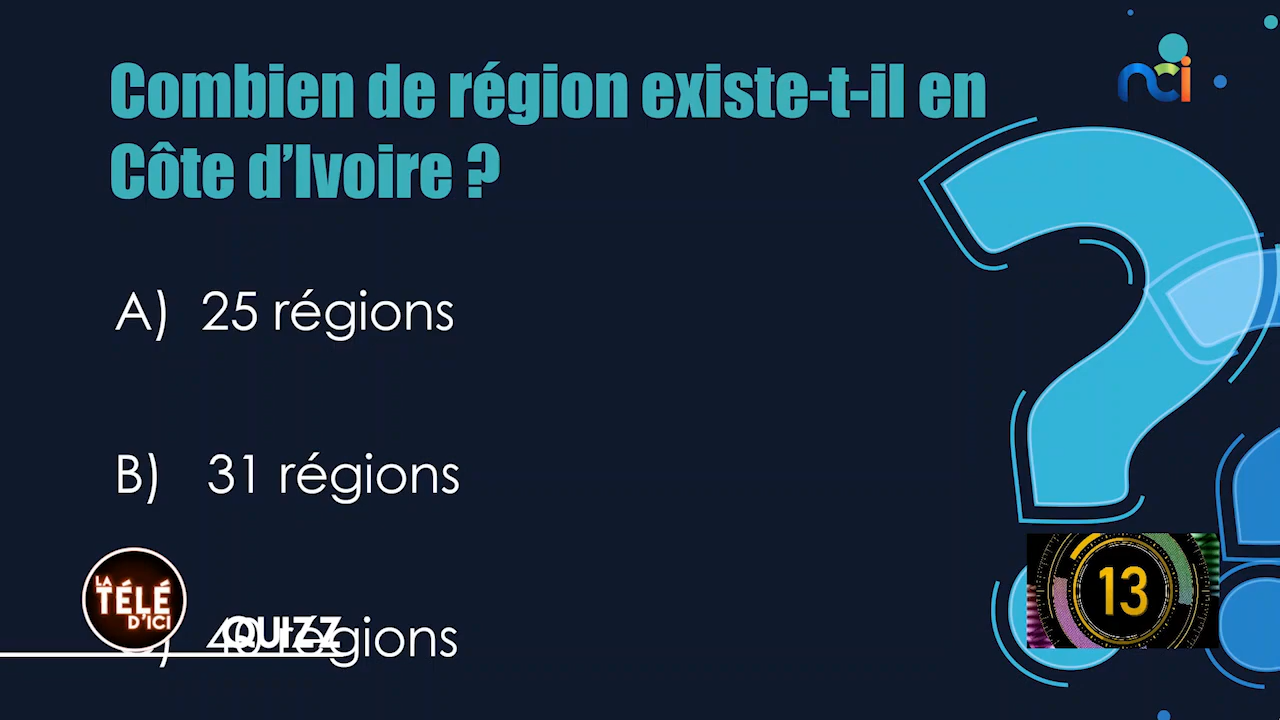 Combien de région existe-t-il en
Côte d’Ivoire ?
nci
A) 25 régions
B) 31 régions
LA
TÉLÉ
D'ICI
QUIZZ
régions
13